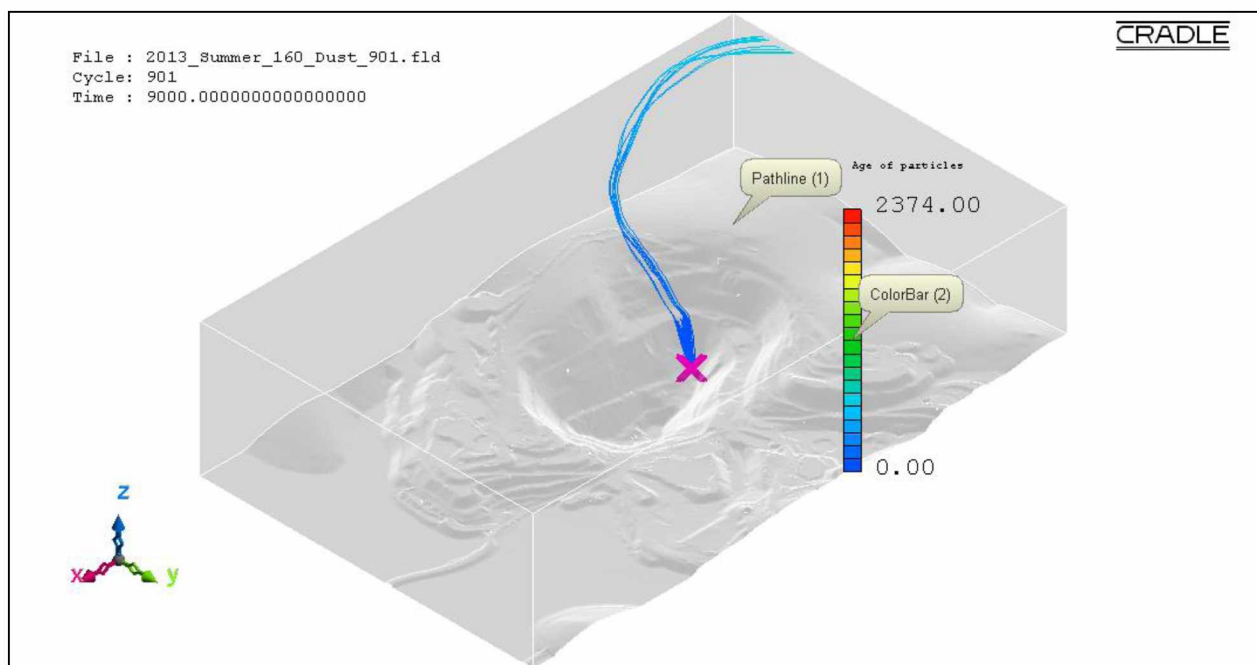 CRADLE
File : 2013_Summer_160_Dust_901.fld
Cycle: 901
Time : 9000.0000000000000000
Age of particles
Pathline (1)
2374.00
ColorBar (2)
0.00
z
x
y